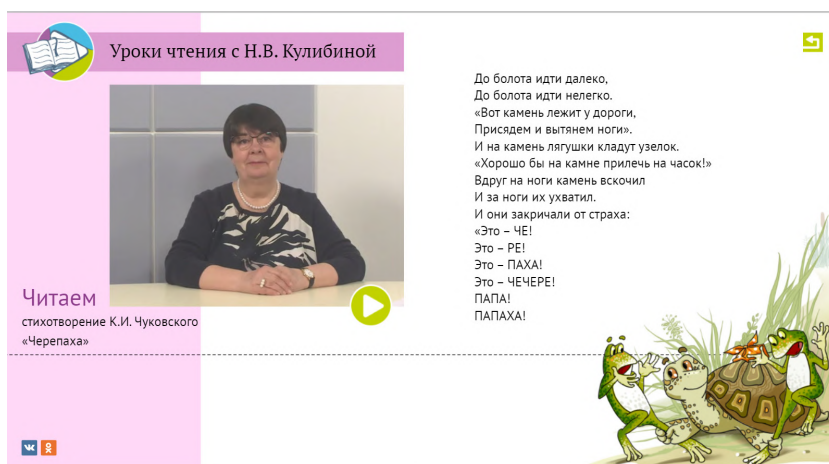 Уроки чтения с Н.В. Кулибиной
Читаем
стихотворение К.И. Чуковского
«Черепаха»
До болота идти далеко,
До болота идти нелегко.
«Вот камень лежит у дороги,
Присядем и вытянем ноги».
И на камень лягушки кладут узелок.
«Хорошо бы на камне прилечь на часок!»
Вдруг на ноги камень вскочил
И за ноги их ухватил.
И они закричали от страха:
«Это – ЧЕ!
Это – РЕ!
Это – ПАХА!
Это – ЧЕЧЕРЕ!
ПАПА!
ПАПАХА!